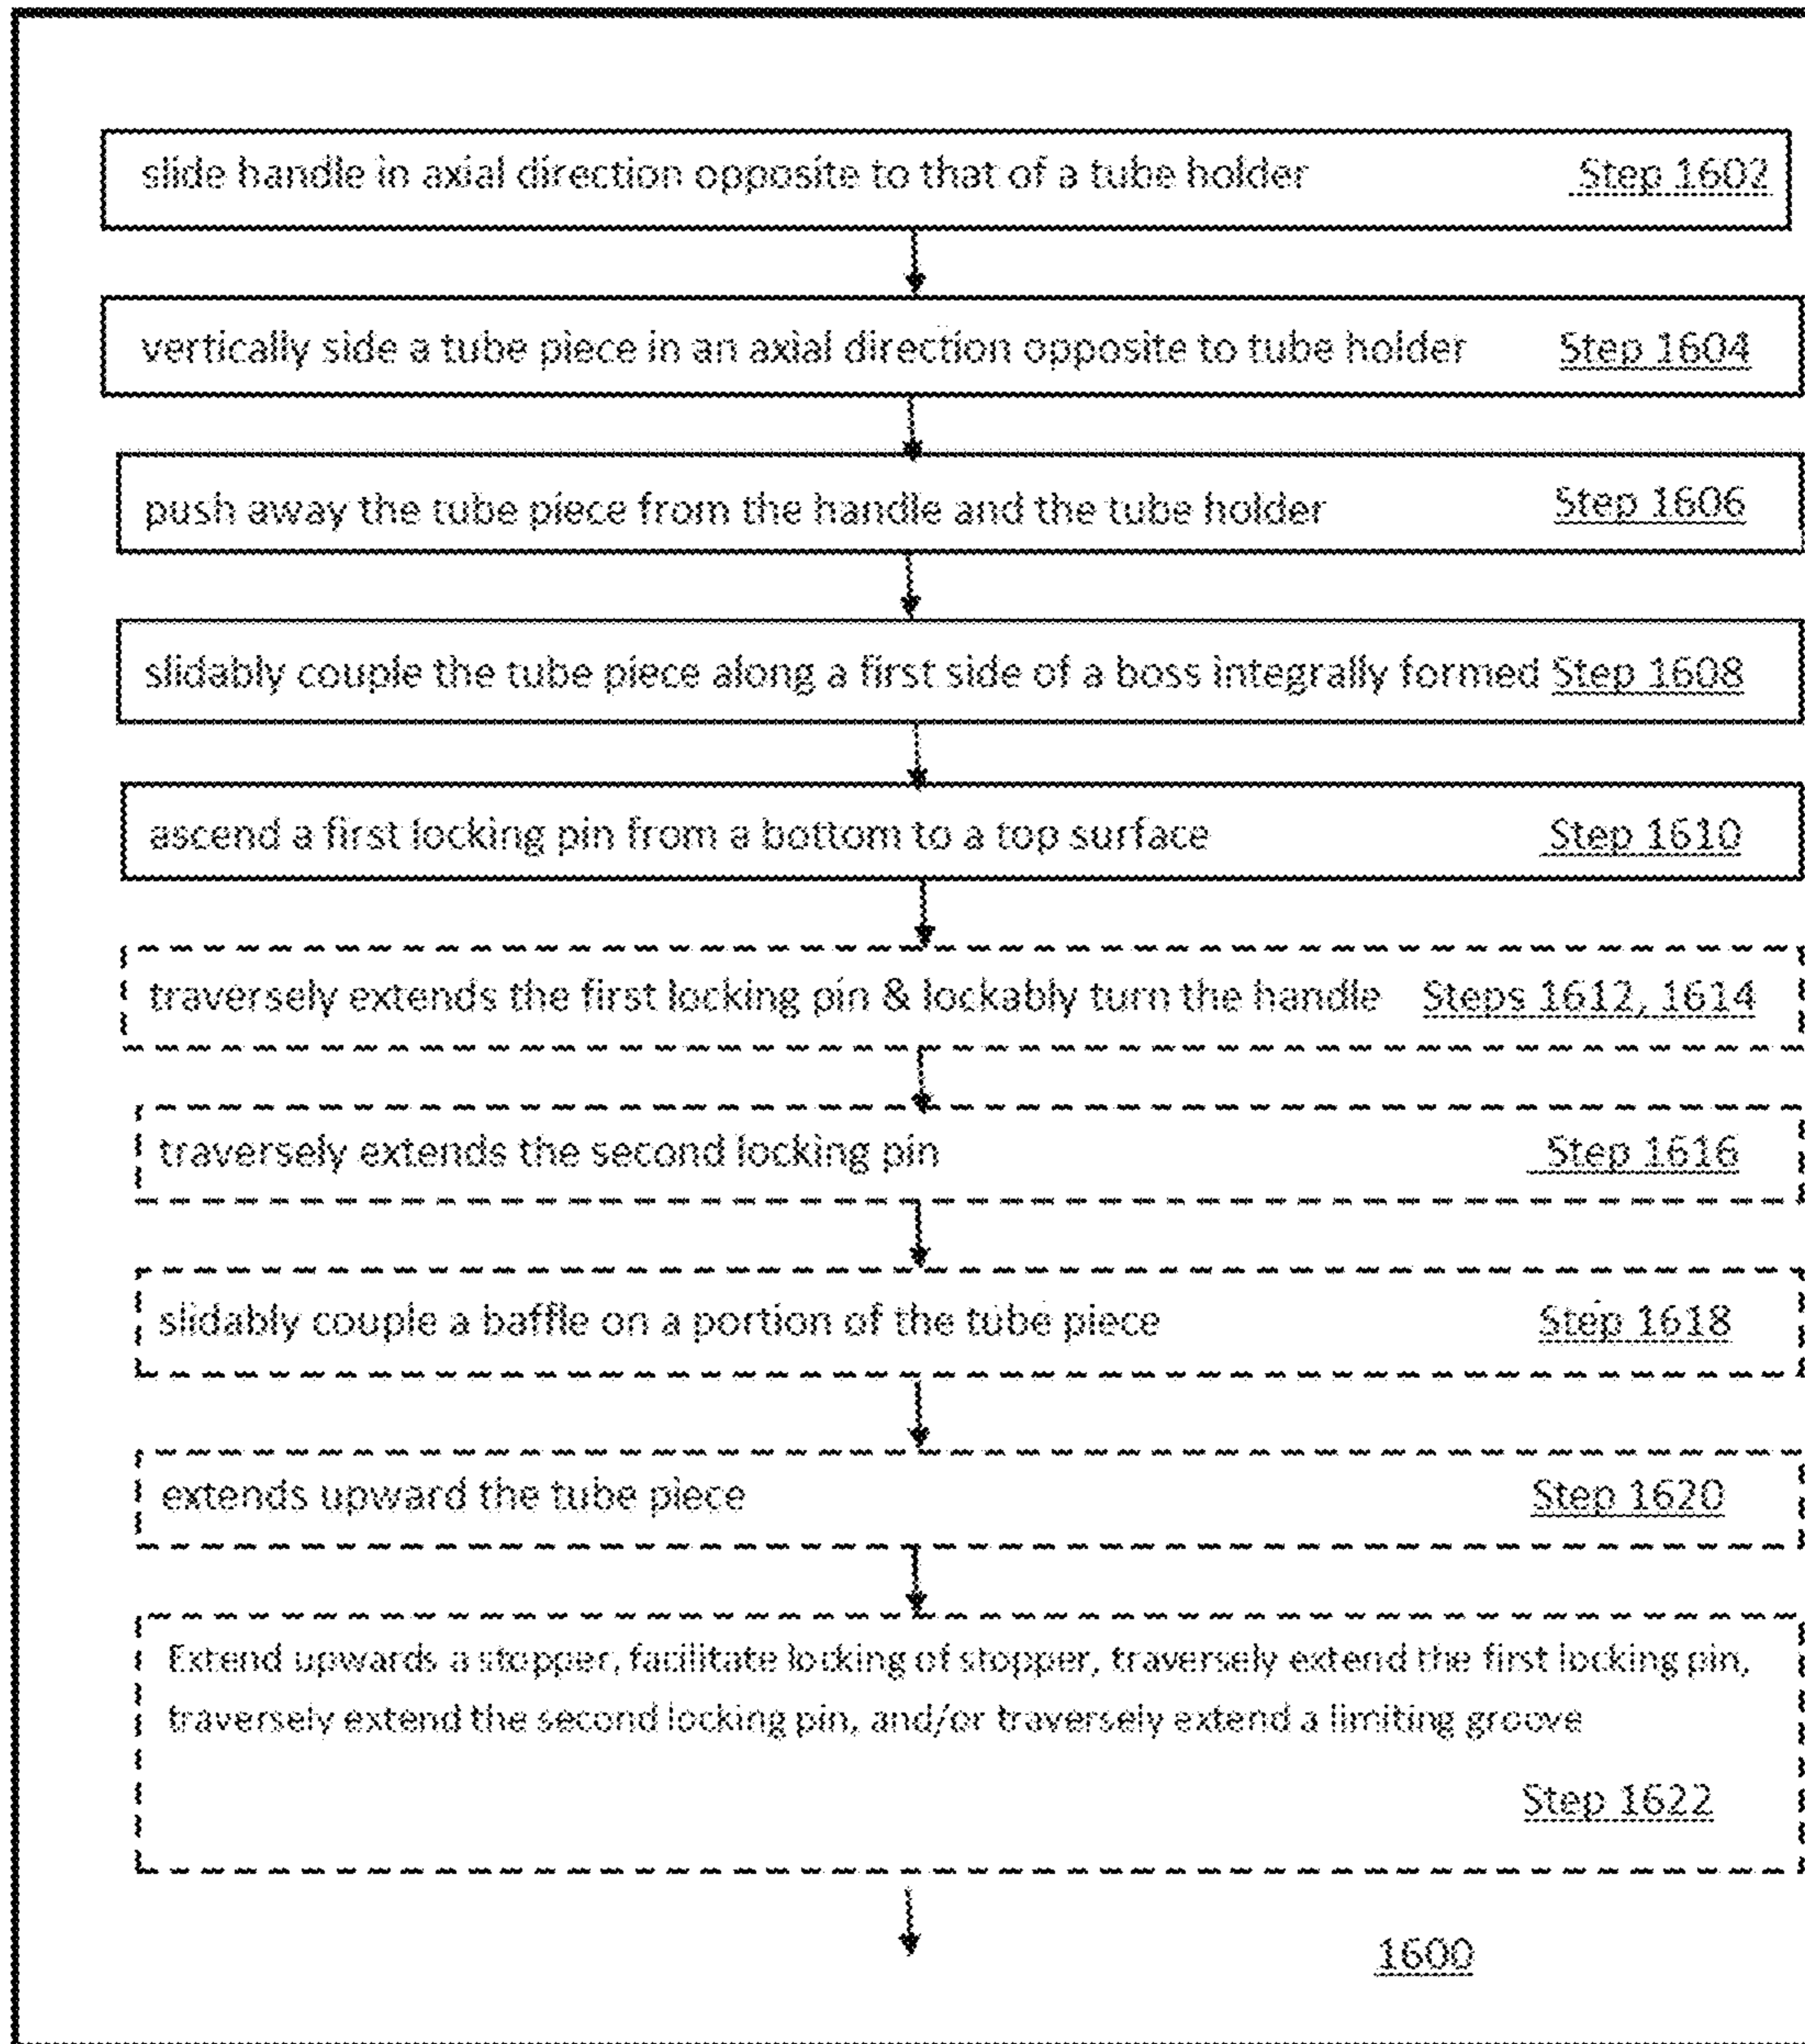 slide handle in axial direction opposite to that of a tube holder Step 1602
vertically side a tube piece in an axial direction opposite to tube holder Step 1604
push away the tube piece from the handle and the tube holder Step 1606
slidably couple the tube piece along a first side of a boss integrally formed Step 1608
ascend a first locking pin from a bottom to a top surface Step 1610
traversely extends the first locking pin & lockably turn the handle Steps 1612, 1614
traversely extends the second locking pin Step 1616
slidably couple a baffle on a portion of the tube piece Step 1618
extends upward the tube piece Step 1620
Extend upwards a stopper, facilitate locking of stopper, traversely extend the first locking pin,
traversely extend the second locking pin, and/or traversely extend a limiting groove
Step 1622
1600